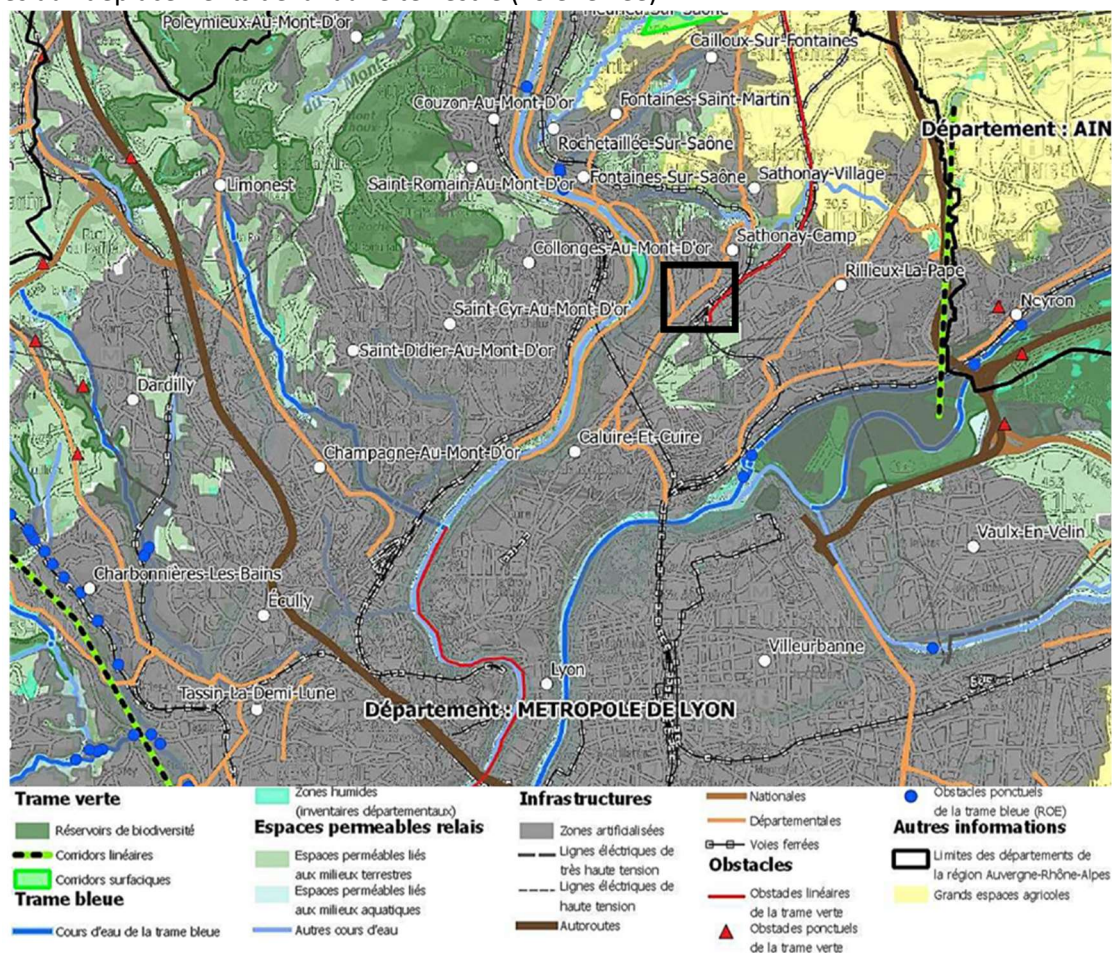 Poleymieux-Au-Mont-D'or
Cailloux-Sur-Fontaines
Couzon-Au-Mont-D'or
Fontaines-Saint-Martin
Département : AIN
Rochetaillée-Sur-Saône
Limonest
Saint-Romain-Au-Mont-D'or
Fontaines-Sur-Saône
Sathonay-Village
Collonges-Au-Mont-D'or
Sathonay-Camp
Rillieux-La-Pape
Neyron
Saint-Cyr-Au-Mont-D'or
Saint-Didier-Au-Mont-D'or
Dardilly
Caluire-Et-Cuire
Champagne-Au-Mont-D'or
Vaulx-En-Velin
Charbonnières-Les-Bains
Écully
Villeurbanne
Lyon
Tassin-La-Demi-Lune
Département : METROPOLE DE LYON
Trame verte
Réservoirs de biodiversité
Corridors linéaires
Corridors surfaciques
Trame bleue
Cours d'eau de la trame bleue
Zones humides
(inventaires départementaux)
Espaces permeables relais
Espaces perméables liés
aux milieux terrestres
Espaces perméables liés
aux milieux aquatiques
Autres cours d'eau
Infrastructures
Zones artificialisées
Lignes éléctriques de
très haute tension
Lignes éléctriques de
haute tension
Autoroutes
Nationales
Départementales
Voies ferrées
Obstacles
Obstacles linéaires
de la trame verte
Obstacles ponctuels
de la trame verte
Obstacles ponctuels
de la trame bleue (ROE)
Autres informations
Limites des départements de
la région Auvergne-Rhône-Alpes
Grands espaces agricoles